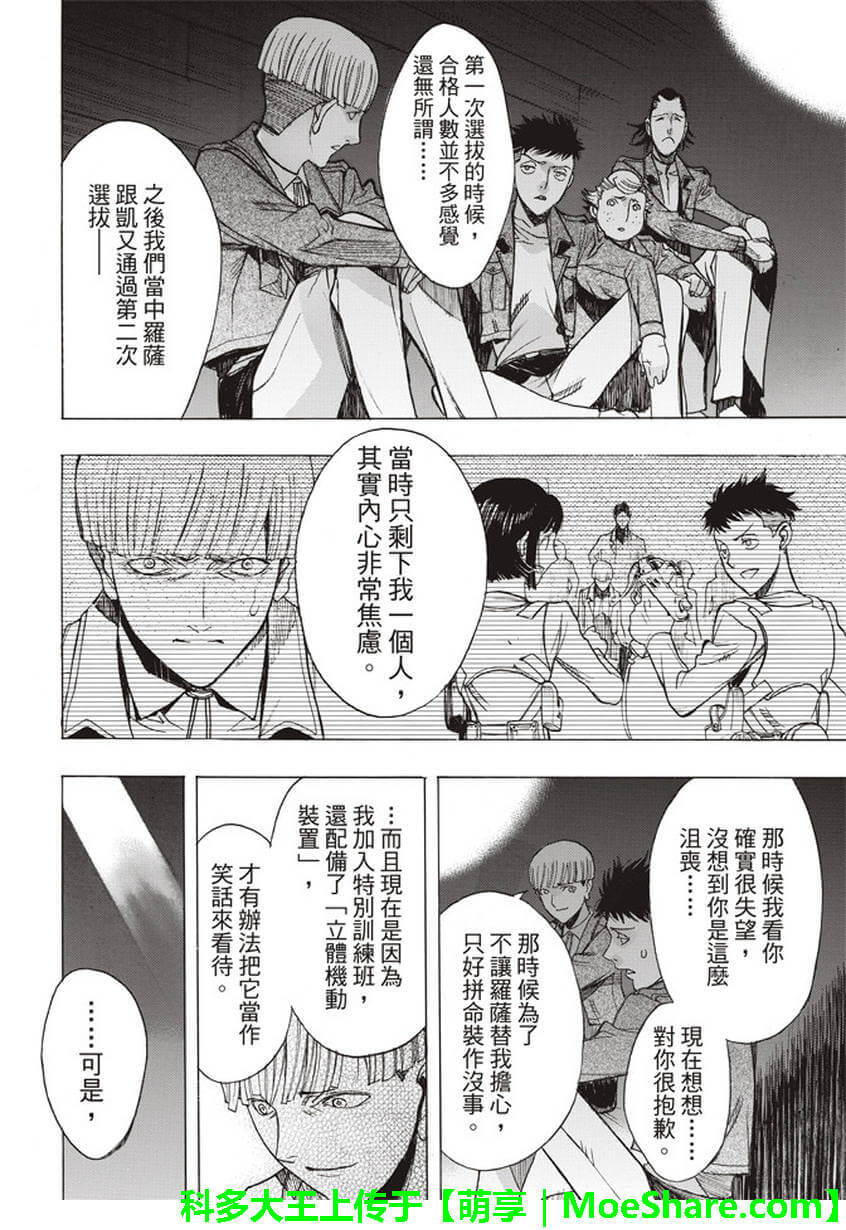 第一次選拔的時候，
合格人數並不多感覺
還無所謂……
之後我們當中羅薩
跟凱又通過第二次
選拔——
當時只剩下我一個人，
其實內心非常焦慮。
那時候我看你
確實很失望，
沒想到你是這麼
沮喪……
現在想想……
對你很抱歉。
那時候為了
不讓羅薩替我擔心，
只好拼命裝作沒事。
…而且現在是因為
我加入特別訓練班，
還配備了「立體機動
裝置」，
才有辦法把它當作
笑話來看待。
……可是，
科多大王上传于【萌享｜MoeShare.com】